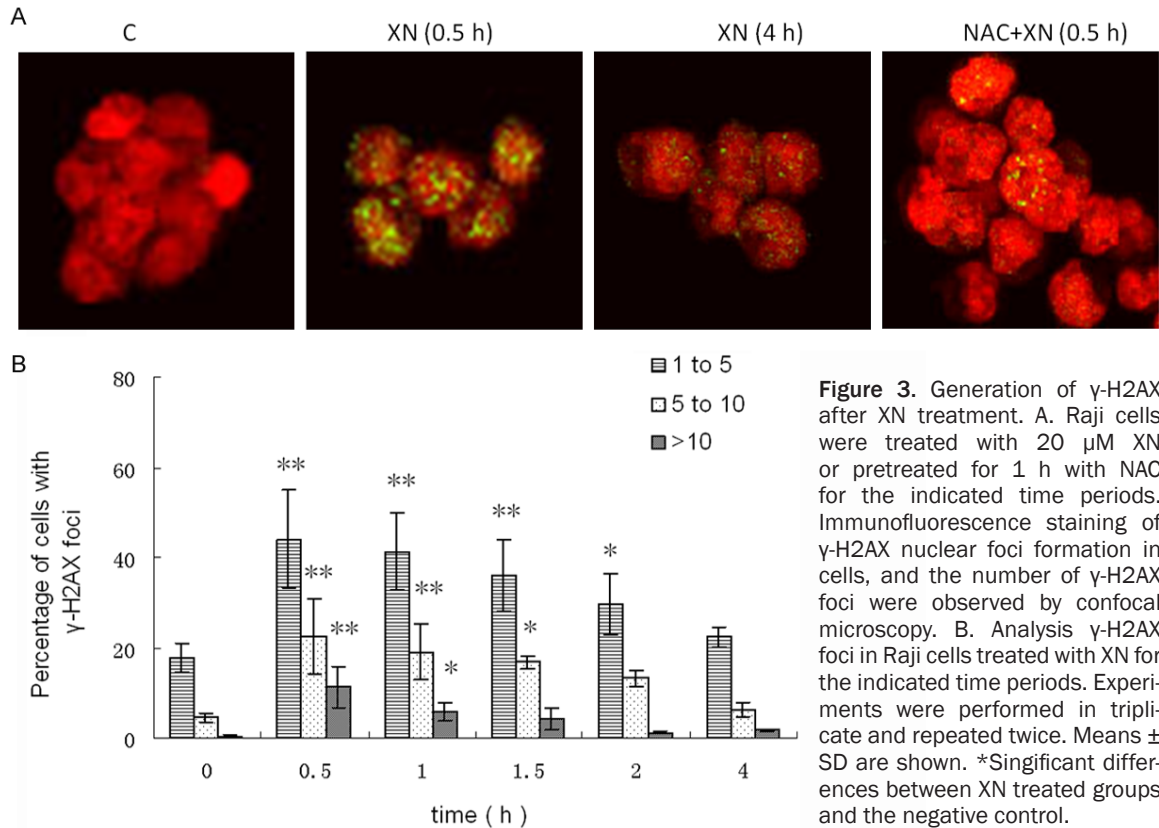 A
C
XN (0.5 h)
XN (4 h)
NAC+XN (0.5 h)
B
Percentage of cells with
γ-H2AX foci
80
60
40
20
0
1 to 5
5 to 10
>10
**
**
**
**
**
*
**
*
*
0
0.5
1
1.5
2
4
time ( h )
Figure 3. Generation of γ-H2AX
after XN treatment. A. Raji cells
were treated with 20 μM XN
or pretreated for 1 h with NAC
for the indicated time periods.
Immunofluorescence staining of
γ-H2AX nuclear foci formation in
cells, and the number of γ-H2AX
foci were observed by confocal
microscopy. B. Analysis γ-H2AX
foci in Raji cells treated with XN for
the indicated time periods. Experi-
ments were performed in tripli-
cate and repeated twice. Means ±
SD are shown. *Singificant differ-
ences between XN treated groups
and the negative control.